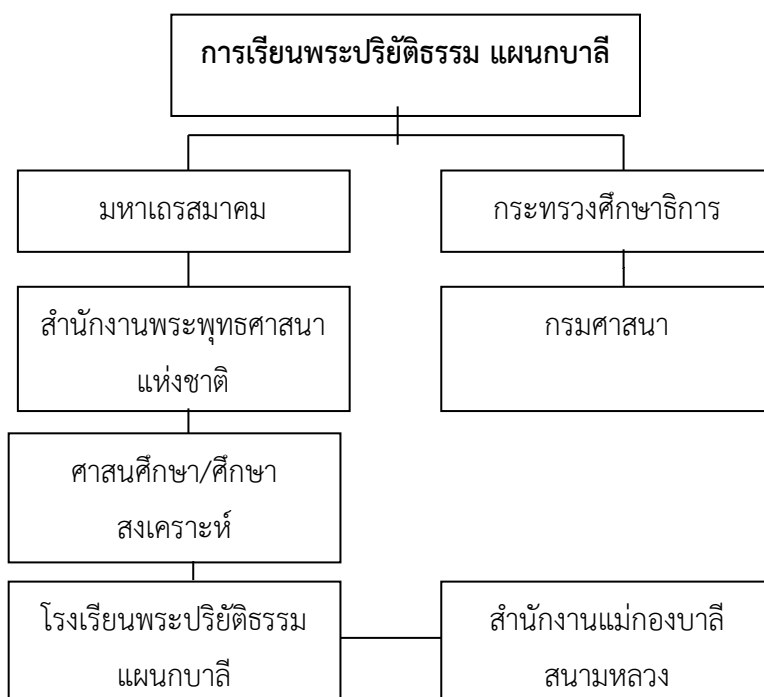 การเรียนพระปริยัติธรรม แผนกบาลี
มหาเถรสมาคม
กระทรวงศึกษาธิการ
สำนักงานพระพุทธศาสนา
แห่งชาติ
กรมศาสนา
ศาสนศึกษา/ศึกษา
สงเคราะห์
โรงเรียนพระปริยัติธรรม
แผนกบาลี
สำนักงานแม่กองบาลี
สนามหลวง